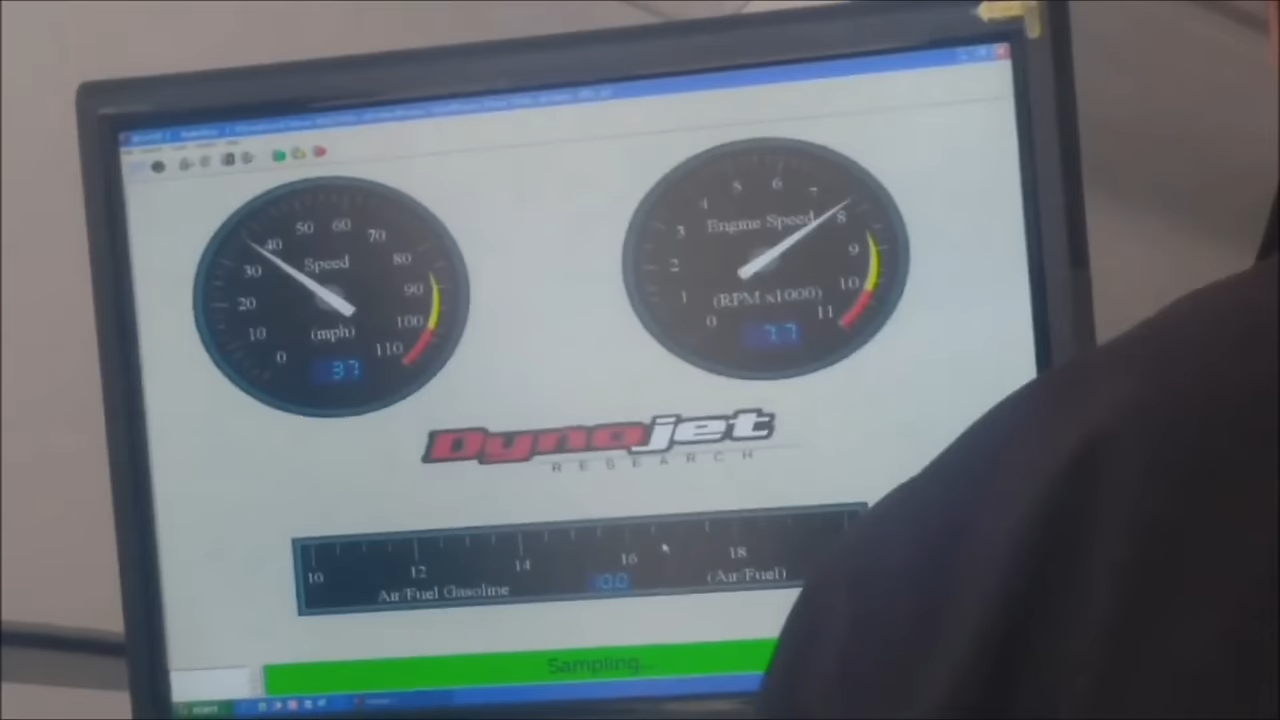 50 60
40 70
30 Speed 80
20 90
10 (mph) 100
0 110
37
5 6 7
4 8
3 Engine Speed
2 9
1 (RPM x1000) 10
0 11
7.7
Dynojet
RESEARCH
10 12 14 16 18
Air/Fuel Gasoline 10.0 (Air/Fuel)
Sampling...
start